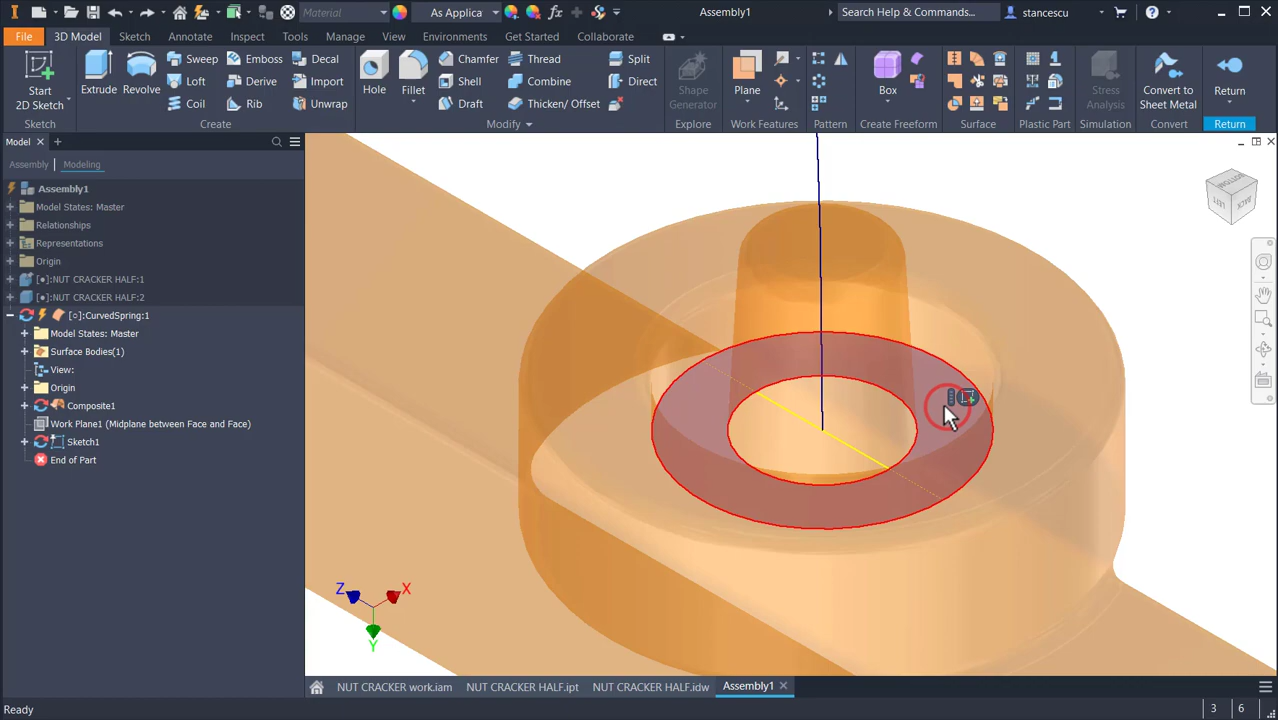 Material
As Applica
Assembly1
Search Help & Commands...
stancescu
File
3D Model
Sketch
Annotate
Inspect
Tools
Manage
View
Environments
Get Started
Collaborate
Start
2D Sketch
Extrude
Revolve
Sweep
Loft
Coil
Emboss
Derive
Rib
Decal
Import
Unwrap
Hole
Fillet
Chamfer
Shell
Draft
Thread
Combine
Thicken/ Offset
Split
Direct
Shape
Generator
Plane
Box
Stress
Analysis
Convert to
Sheet Metal
Return
Sketch
Create
Modify
Explore
Work Features
Pattern
Create Freeform
Surface
Plastic Part
Simulation
Convert
Return
Model
Assembly
Modeling
Assembly1
Model States: Master
Relationships
Representations
Origin
[●]:NUT CRACKER HALF:1
[●]:NUT CRACKER HALF:2
[○]:CurvedSpring:1
Model States: Master
Surface Bodies(1)
View:
Origin
Composite1
Work Plane1 (Midplane between Face and Face)
Sketch1
End of Part
BOTTOM
LEFT
BACK
Z
X
Y
NUT CRACKER work.iam
NUT CRACKER HALF.ipt
NUT CRACKER HALF.idw
Assembly1
Ready
3
6